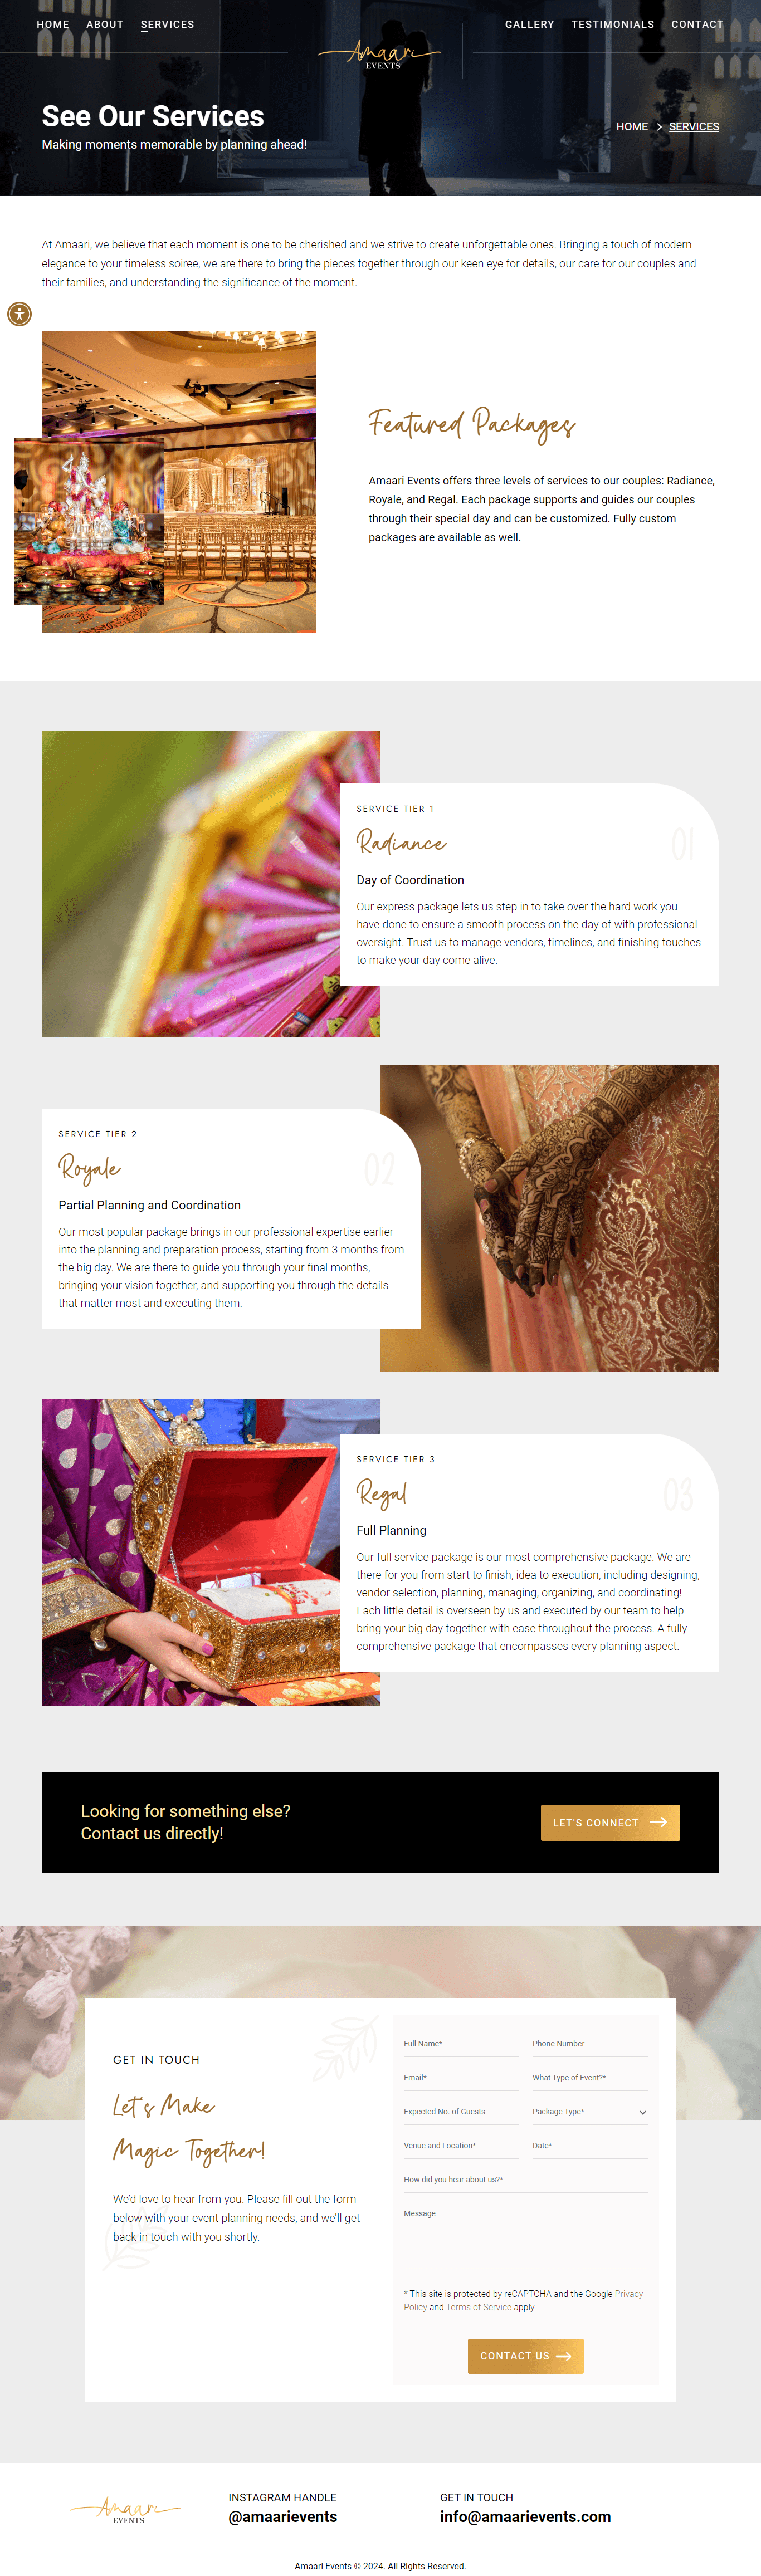 HOME ABOUT SERVICES
Amaari
EVENTS
GALLERY TESTIMONIALS CONTACT
See Our Services
Making moments memorable by planning ahead!
HOME > SERVICES
At Amaari, we believe that each moment is one to be cherished and we strive to create unforgettable ones. Bringing a touch of modern
elegance to your timeless soiree, we are there to bring the pieces together through our keen eye for details, our care for our couples and
their families, and understanding the significance of the moment.
Featured Packages
Amaari Events offers three levels of services to our couples: Radiance,
Royale, and Regal. Each package supports and guides our couples
through their special day and can be customized. Fully custom
packages are available as well.
SERVICE TIER 1
Radiance
01
Day of Coordination
Our express package lets us step in to take over the hard work you
have done to ensure a smooth process on the day of with professional
oversight. Trust us to manage vendors, timelines, and finishing touches
to make your day come alive.
SERVICE TIER 2
Royale
02
Partial Planning and Coordination
Our most popular package brings in our professional expertise earlier
into the planning and preparation process, starting from 3 months from
the big day. We are there to guide you through your final months,
bringing your vision together, and supporting you through the details
that matter most and executing them.
SERVICE TIER 3
Regal
03
Full Planning
Our full service package is our most comprehensive package. We are
there for you from start to finish, idea to execution, including designing,
vendor selection, planning, managing, organizing, and coordinating!
Each little detail is overseen by us and executed by our team to help
bring your big day together with ease throughout the process. A fully
comprehensive package that encompasses every planning aspect.
Looking for something else?
Contact us directly!
LET'S CONNECT
GET IN TOUCH
Let's Make
Magic Together!
We'd love to hear from you. Please fill out the form
below with your event planning needs, and we'll get
back in touch with you shortly.
Full Name* Phone Number
Email* What Type of Event?*
Expected No. of Guests Package Type*
Venue and Location* Date*
How did you hear about us?*
Message
* This site is protected by reCAPTCHA and the Google Privacy
Policy and Terms of Service apply.
CONTACT US
Amaari
EVENTS
INSTAGRAM HANDLE
@amaarievents
GET IN TOUCH
info@amaarievents.com
Amaari Events © 2024. All Rights Reserved.